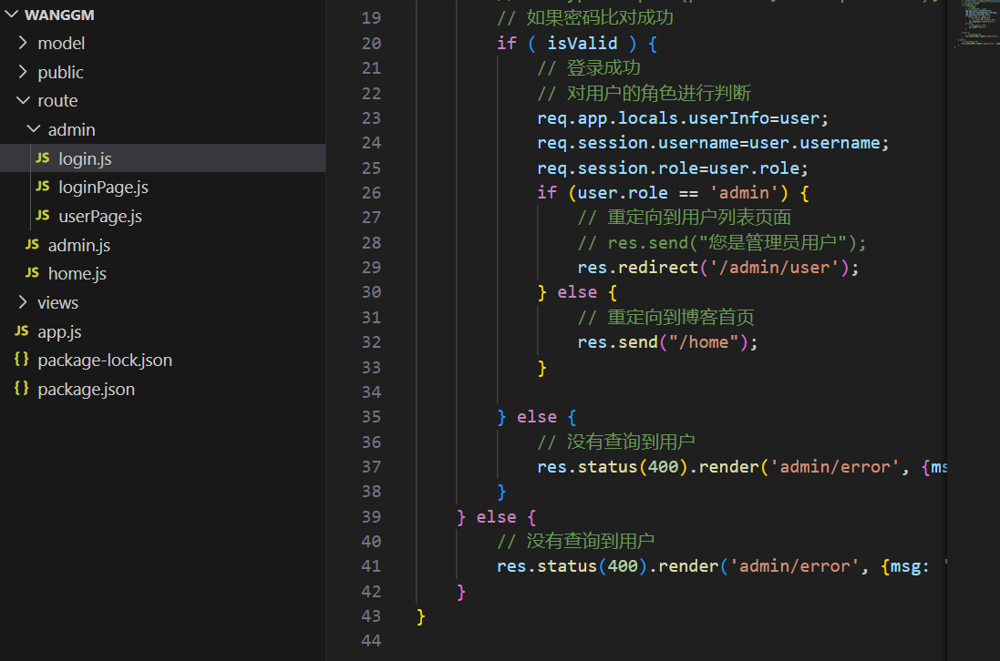 WANGGM
model
public
route
admin
JS login.js
JS loginPage.js
JS userPage.js
JS admin.js
JS home.js
views
JS app.js
{} package-lock.json
{} package.json
19 // 如果密码比对成功
20 if ( isValid ) {
21 // 登录成功
22 // 对用户的角色进行判断
23 req.app.locals.userInfo=user;
24 req.session.username=user.username;
25 req.session.role=user.role;
26 if (user.role == 'admin') {
27 // 重定向到用户列表页面
28 // res.send("您是管理员用户");
29 res.redirect('/admin/user');
30 } else {
31 // 重定向到博客首页
32 res.send("/home");
33 }
34
35 } else {
36 // 没有查询到用户
37 res.status(400).render('admin/error', {ms
38 }
39 } else {
40 // 没有查询到用户
41 res.status(400).render('admin/error', {msg: '
42 }
43 }
44